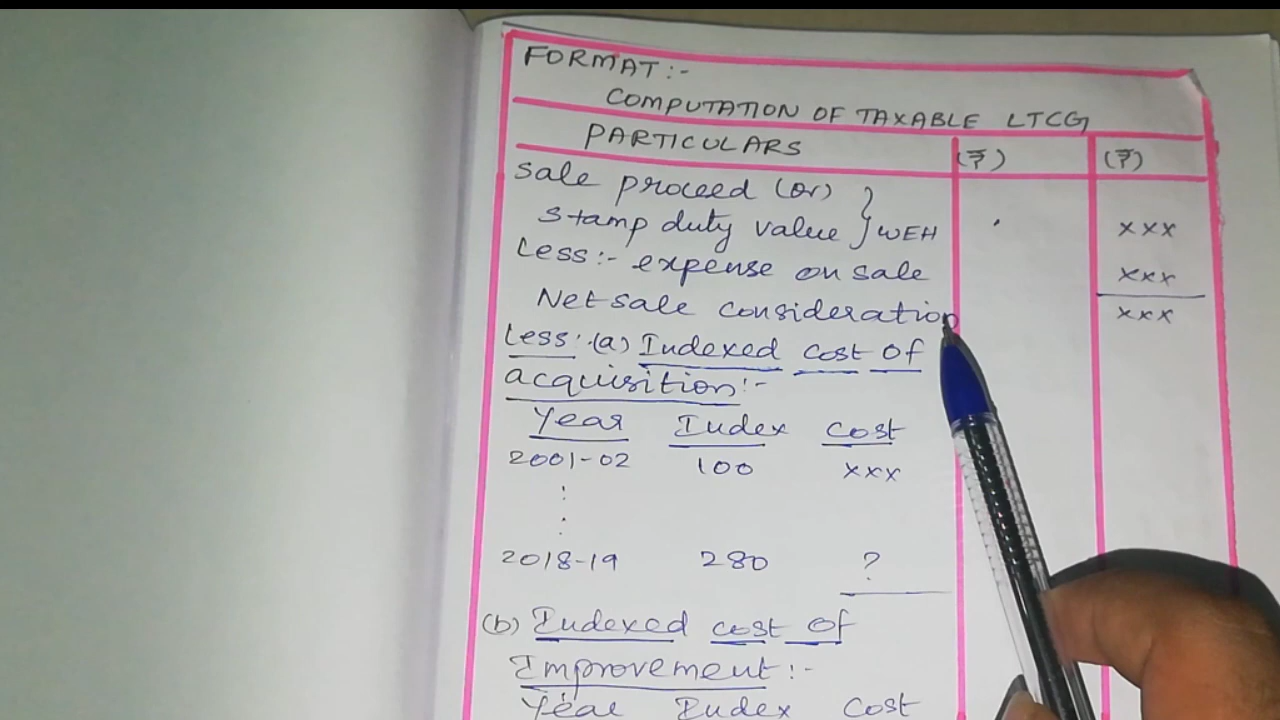 FORMAT:-
COMPUTATION OF TAXABLE LTCG
PARTICULARS (₹) (₹)
Sale proceed (or)
Stamp duty value } WEH xxx
Less:- expense on sale xxx
Net sale consideration xxx
Less:- (a) Indexed cost of
acquisition:-
Year Index Cost
2001-02 100 xxx
:
:
2018-19 280 ?
(b) Indexed cost of
Improvement:-
Year Index Cost